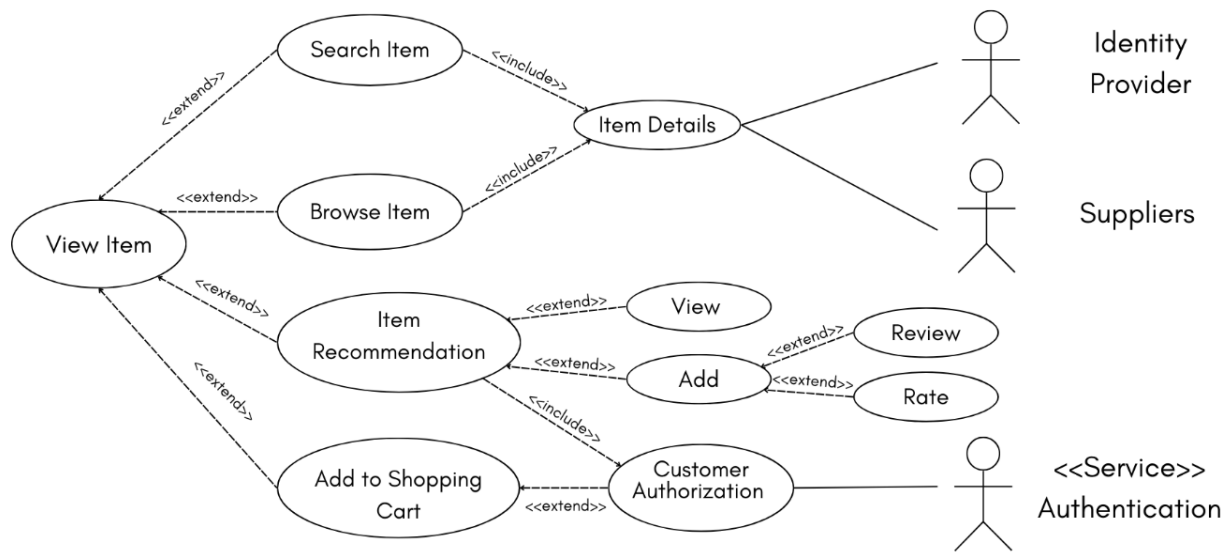 Search Item
<<include>>
Identity
Provider
<<extend>>
Item Details
<<include>>
<<extend>>
Browse Item
Suppliers
View Item
<<extend>>
Item
Recommendation
<<extend>>
View
<<extend>>
Add
<<extend>>
Review
<<extend>>
Rate
<<extend>>
<<include>>
Add to Shopping
Cart
<<extend>>
Customer
Authorization
<<Service>>
Authentication